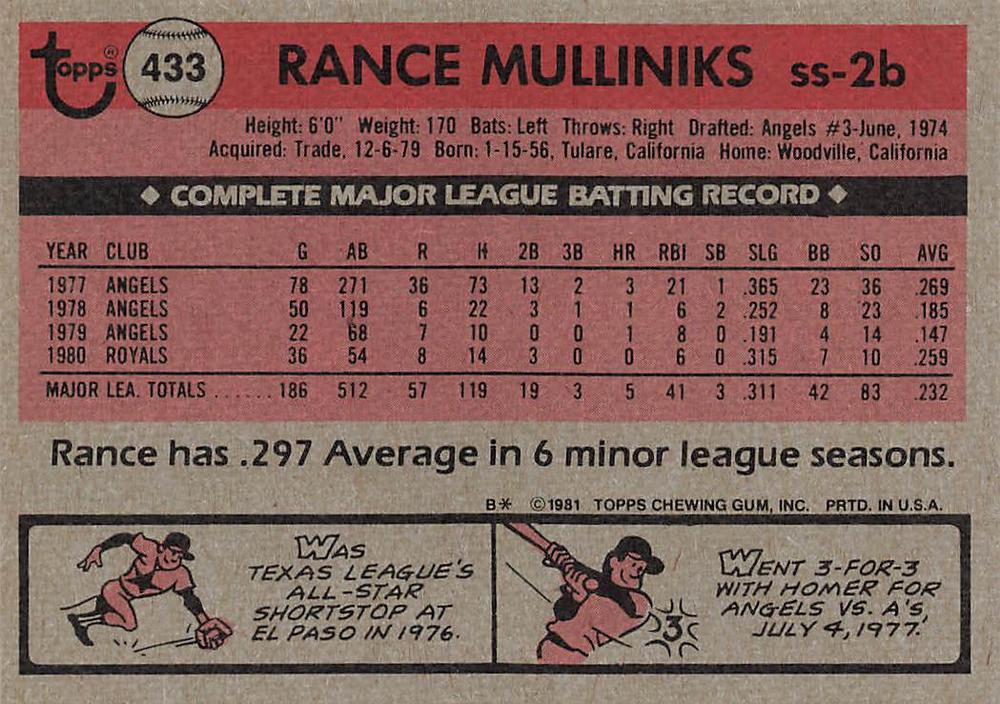 Topps® 433 RANCE MULLINIKS ss-2b
Height: 6'0" Weight: 170 Bats: Left Throws: Right Drafted: Angels #3-June, 1974
Acquired: Trade, 12-6-79 Born: 1-15-56, Tulare, California Home: Woodville, California
◆ COMPLETE MAJOR LEAGUE BATTING RECORD ◆
YEAR CLUB G AB R H 2B 3B HR RBI SB SLG BB SO AVG
1977 ANGELS 78 271 36 73 13 2 3 21 1 .365 23 36 .269
1978 ANGELS 50 119 6 22 3 1 1 6 2 .252 8 23 .185
1979 ANGELS 22 68 7 10 0 0 1 8 0 .191 4 14 .147
1980 ROYALS 36 54 8 14 3 0 0 6 0 .315 7 10 .259
MAJOR LEA. TOTALS ...... 186 512 57 119 19 3 5 41 3 .311 42 83 .232
Rance has .297 Average in 6 minor league seasons.
B* ©1981 TOPPS CHEWING GUM, INC. PRTD. IN U.S.A.
WAS
TEXAS LEAGUE'S
ALL-STAR
SHORTSTOP AT
EL PASO IN 1976.
3
WENT 3-FOR-3
WITH HOMER FOR
ANGELS VS. A'S,
JULY 4, 1977.